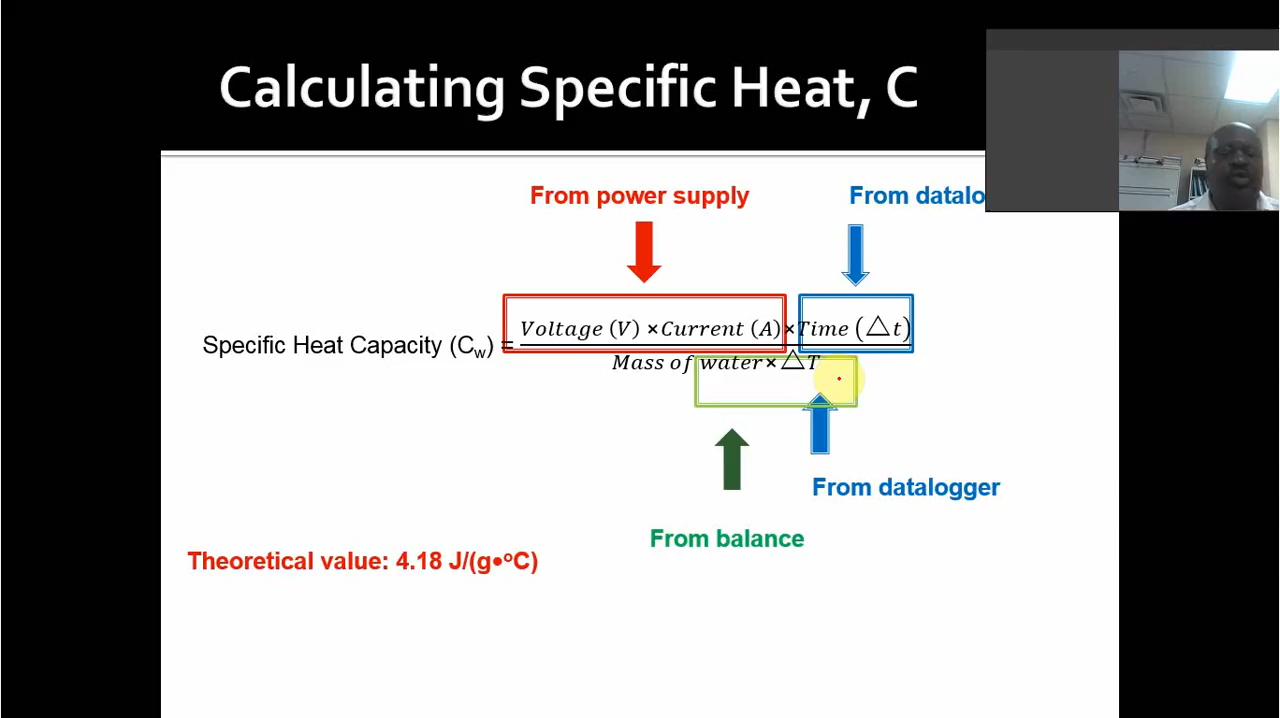 Calculating Specific Heat, C
From power supply
From datalo
Specific Heat Capacity (Cw) = Voltage (V) ×Current (A)×Time (△t)
Mass of water×△T
From datalogger
From balance
Theoretical value: 4.18 J/(g•°C)